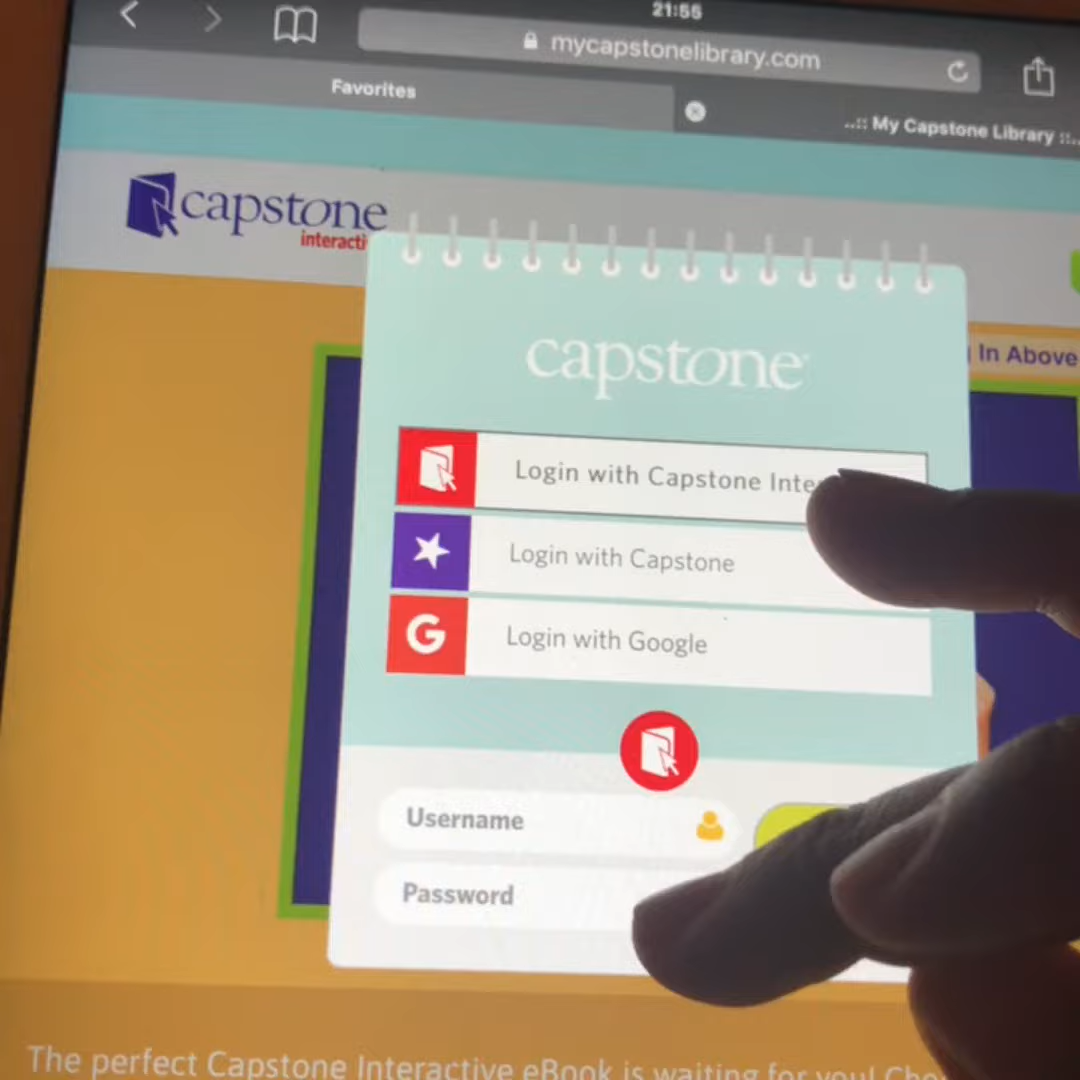 21:55
mycapstonelibrary.com
Favorites
..:: My Capstone Library ::..
capstone
interacti
capstone
In Above
Login with Capstone Inte
Login with Capstone
G Login with Google
Username
Password
The perfect Capstone Interactive eBook is waiting for you! Cho